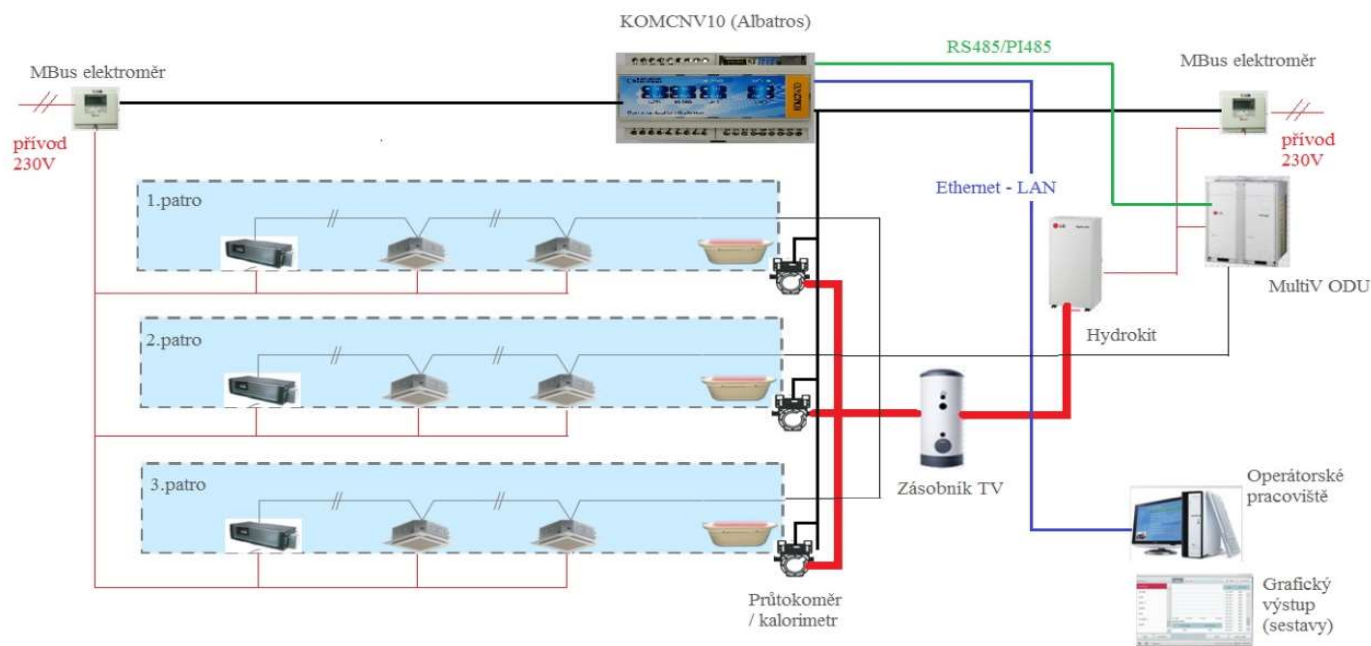 KOMCNV10 (Albatros)
RS485/PI485
MBus elektroměr
MBus elektroměr
přívod
230V
přívod
230V
Ethernet - LAN
1.patro
MultiV ODU
Hydrokit
2.patro
Zásobník TV
3.patro
Operátorské
pracoviště
Průtokoměr
/ kalorimetr
Grafický
výstup
(sestavy)